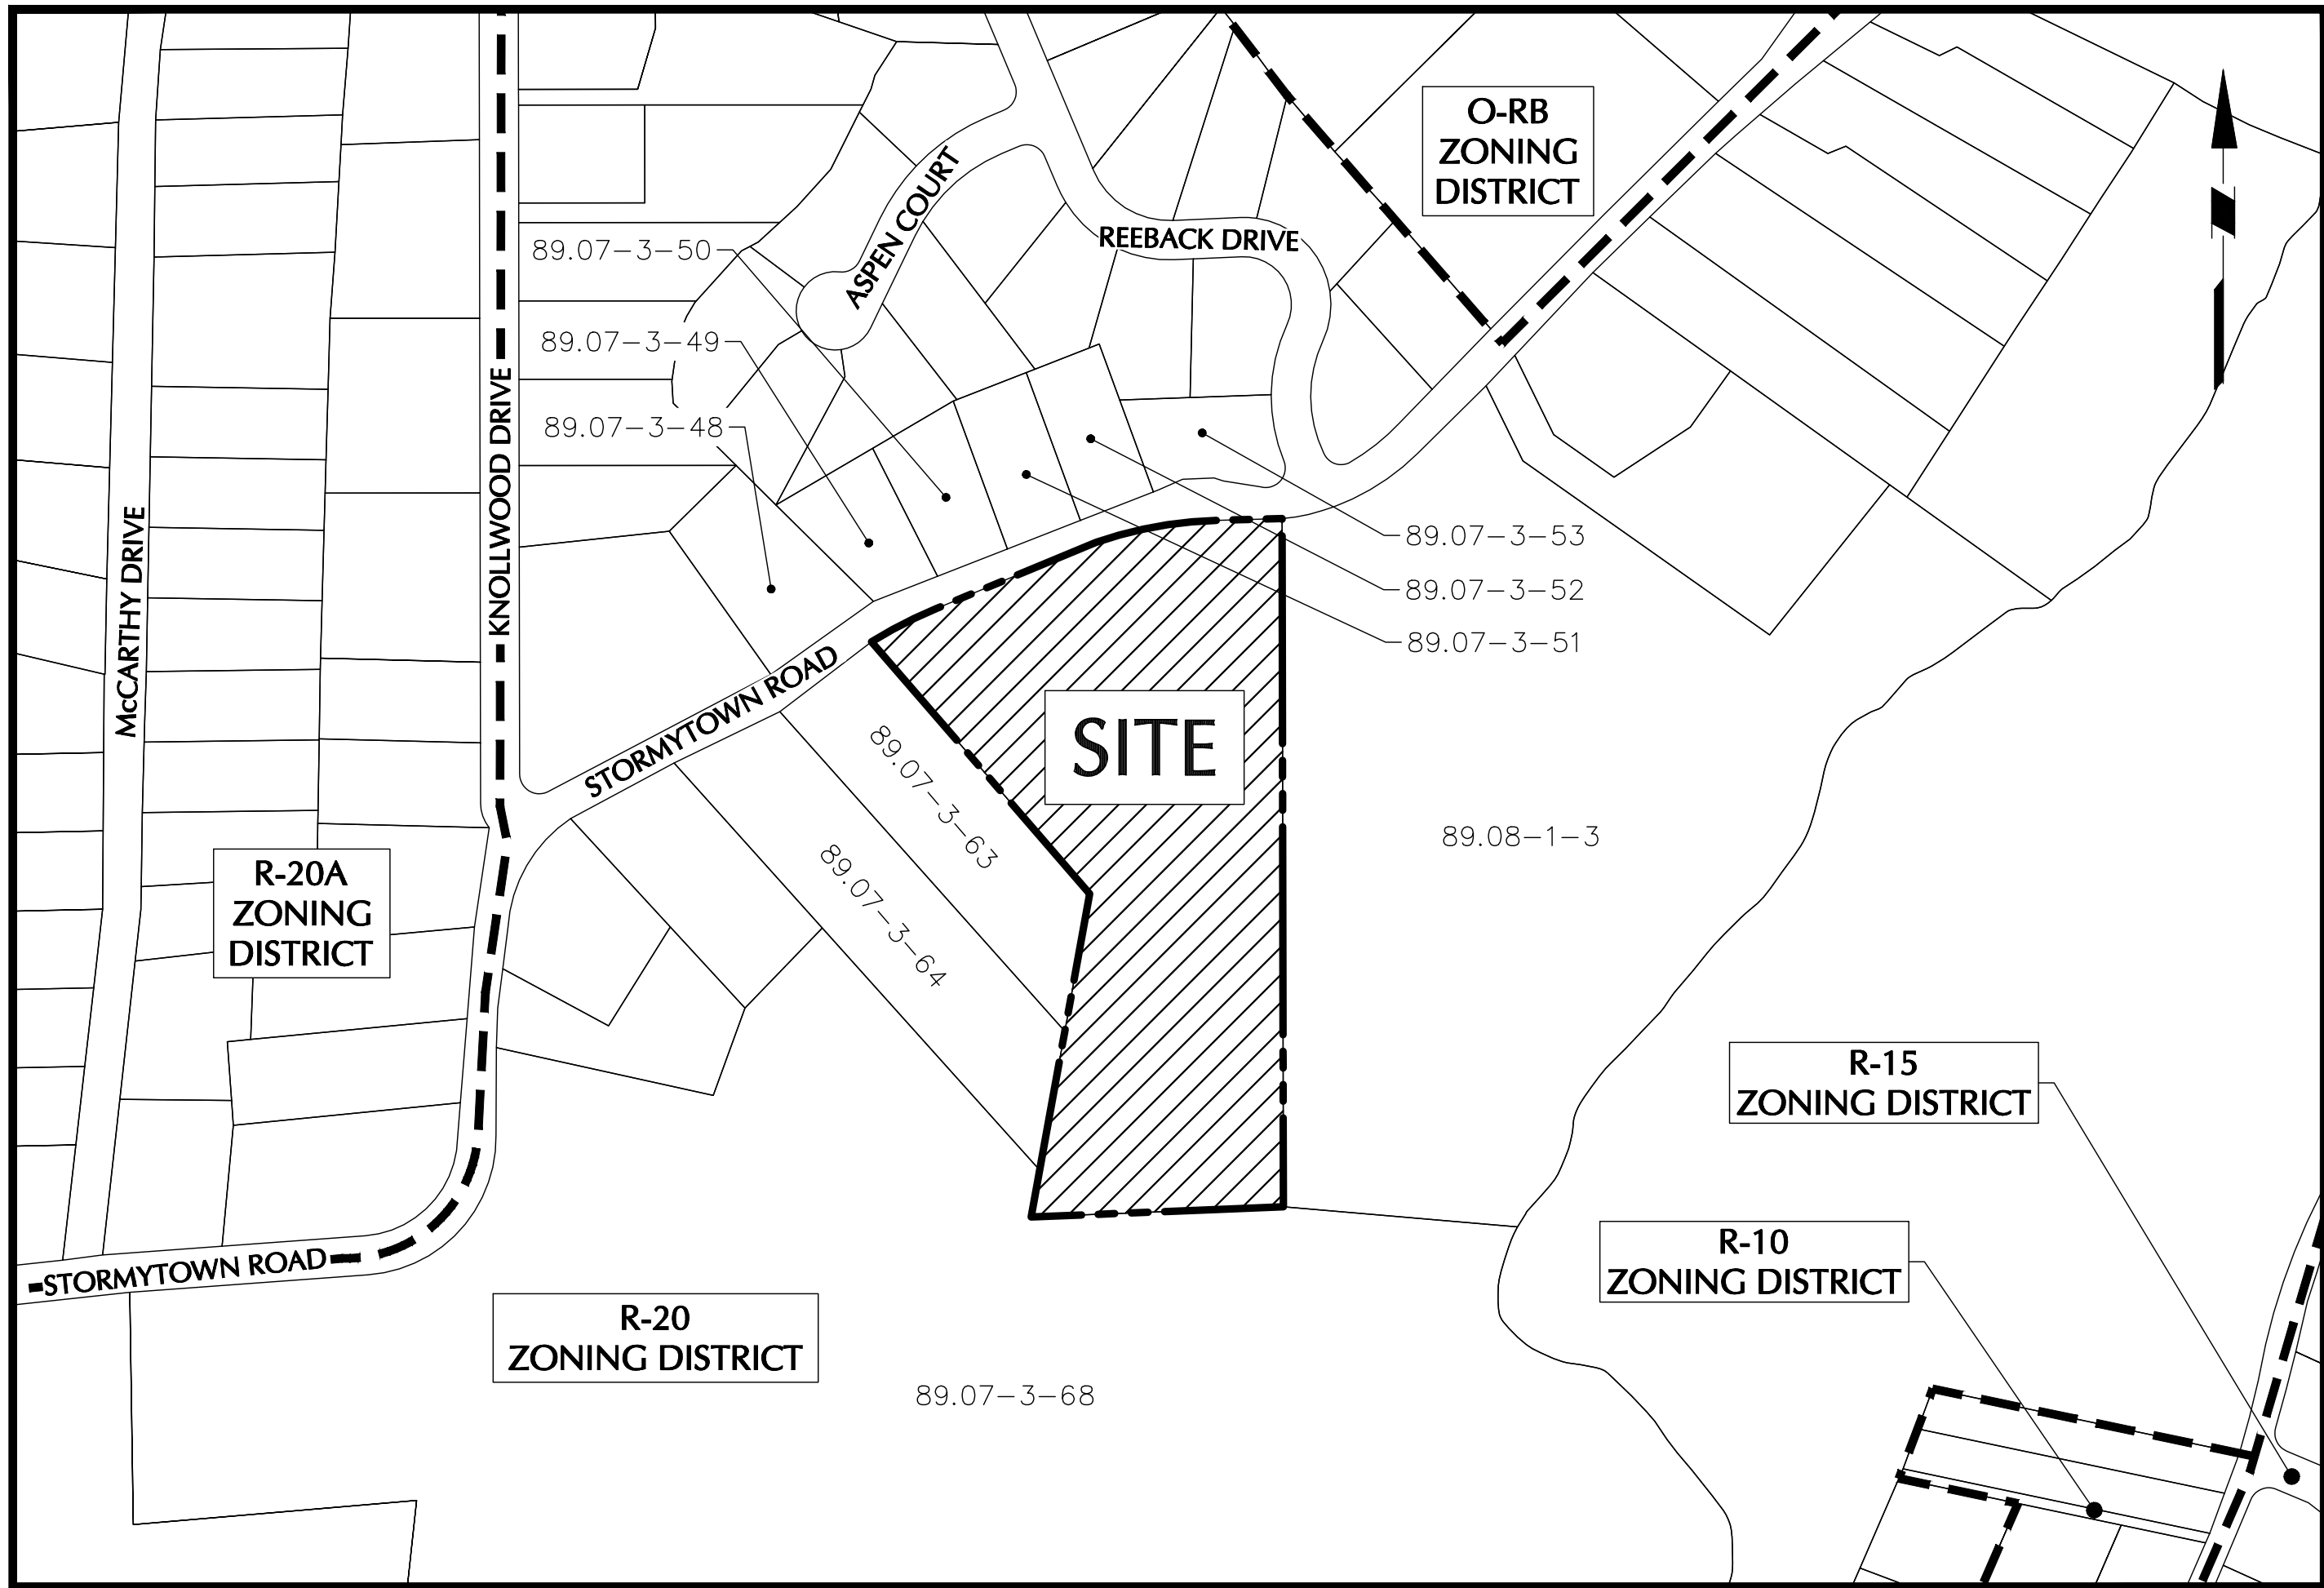 O-RB
ZONING
DISTRICT
ASPEN COURT
REEBACK DRIVE
89.07-3-50
89.07-3-49
89.07-3-48
KNOLLWOOD DRIVE
McCARTHY DRIVE
89.07-3-53
89.07-3-52
89.07-3-51
STORMYTOWN ROAD
SITE
89.07-3-63
89.07-3-64
89.08-1-3
R-20A
ZONING
DISTRICT
R-15
ZONING DISTRICT
R-10
ZONING DISTRICT
STORMYTOWN ROAD
R-20
ZONING DISTRICT
89.07-3-68